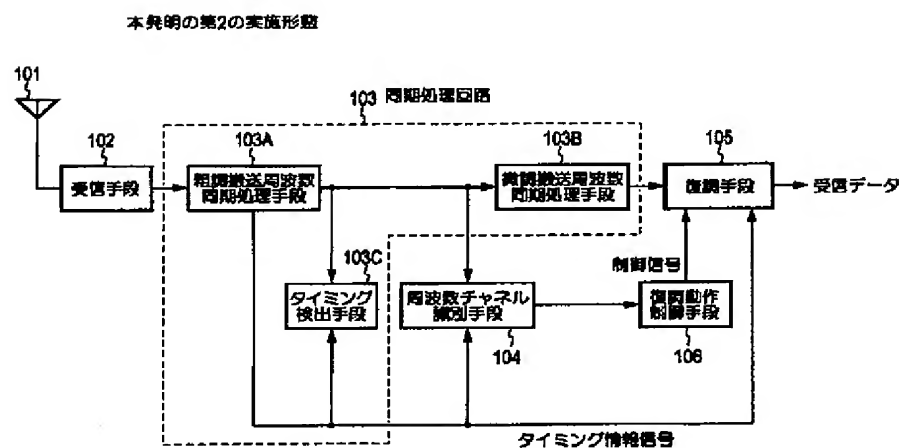 本発明の第2の実施形態
101
103 同期処理回路
102
103A
103B
105
受信手段
粗調搬送周波数
同期処理手段
微調搬送周波数
同期処理手段
復調手段
受信データ
103C
制御信号
タイミング
検出手段
周波数チャネル
識別手段
復調動作
制御手段
104
106
タイミング情報信号